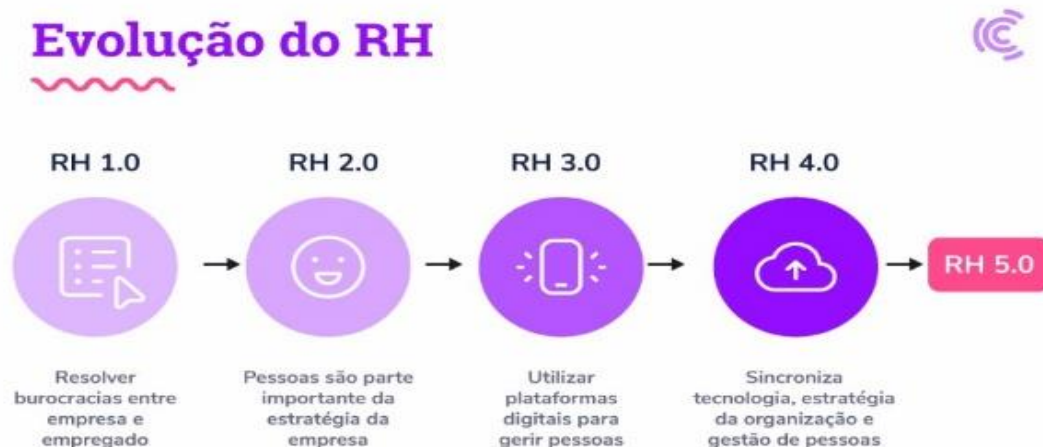 Evolução do RH
RH 1.0
RH 2.0
RH 3.0
RH 4.0
RH 5.0
Resolver
burocracias entre
empresa e
empregado
Pessoas são parte
importante da
estratégia da
empresa
Utilizar
plataformas
digitais para
gerir pessoas
Sincroniza
tecnologia, estratégia
da organização e
gestão de pessoas